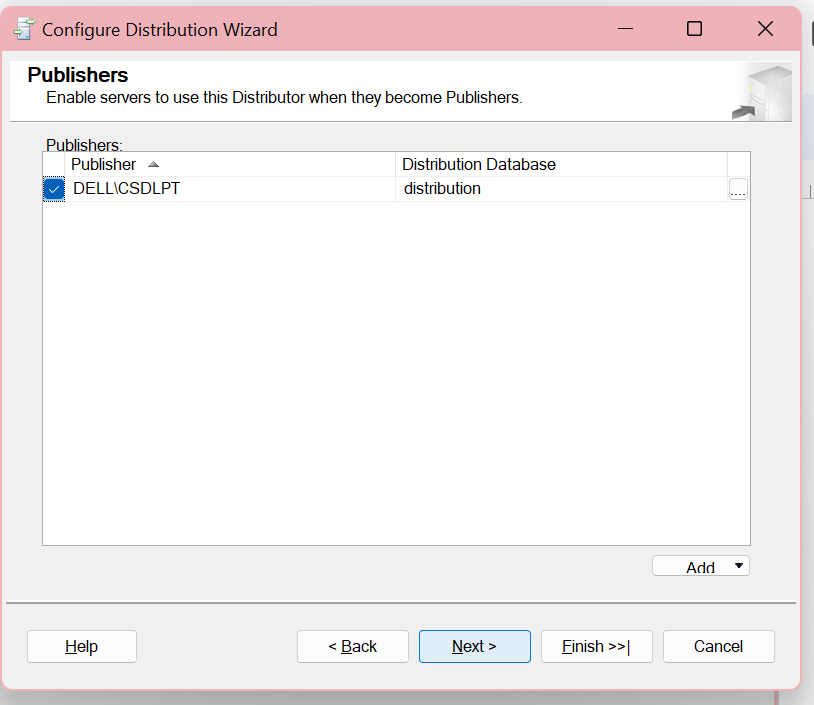 Configure Distribution Wizard
Publishers
Enable servers to use this Distributor when they become Publishers.
Publishers:
Publisher Distribution Database
DELL\CSDLPT distribution ....
Add
Help < Back Next > Finish >>| Cancel